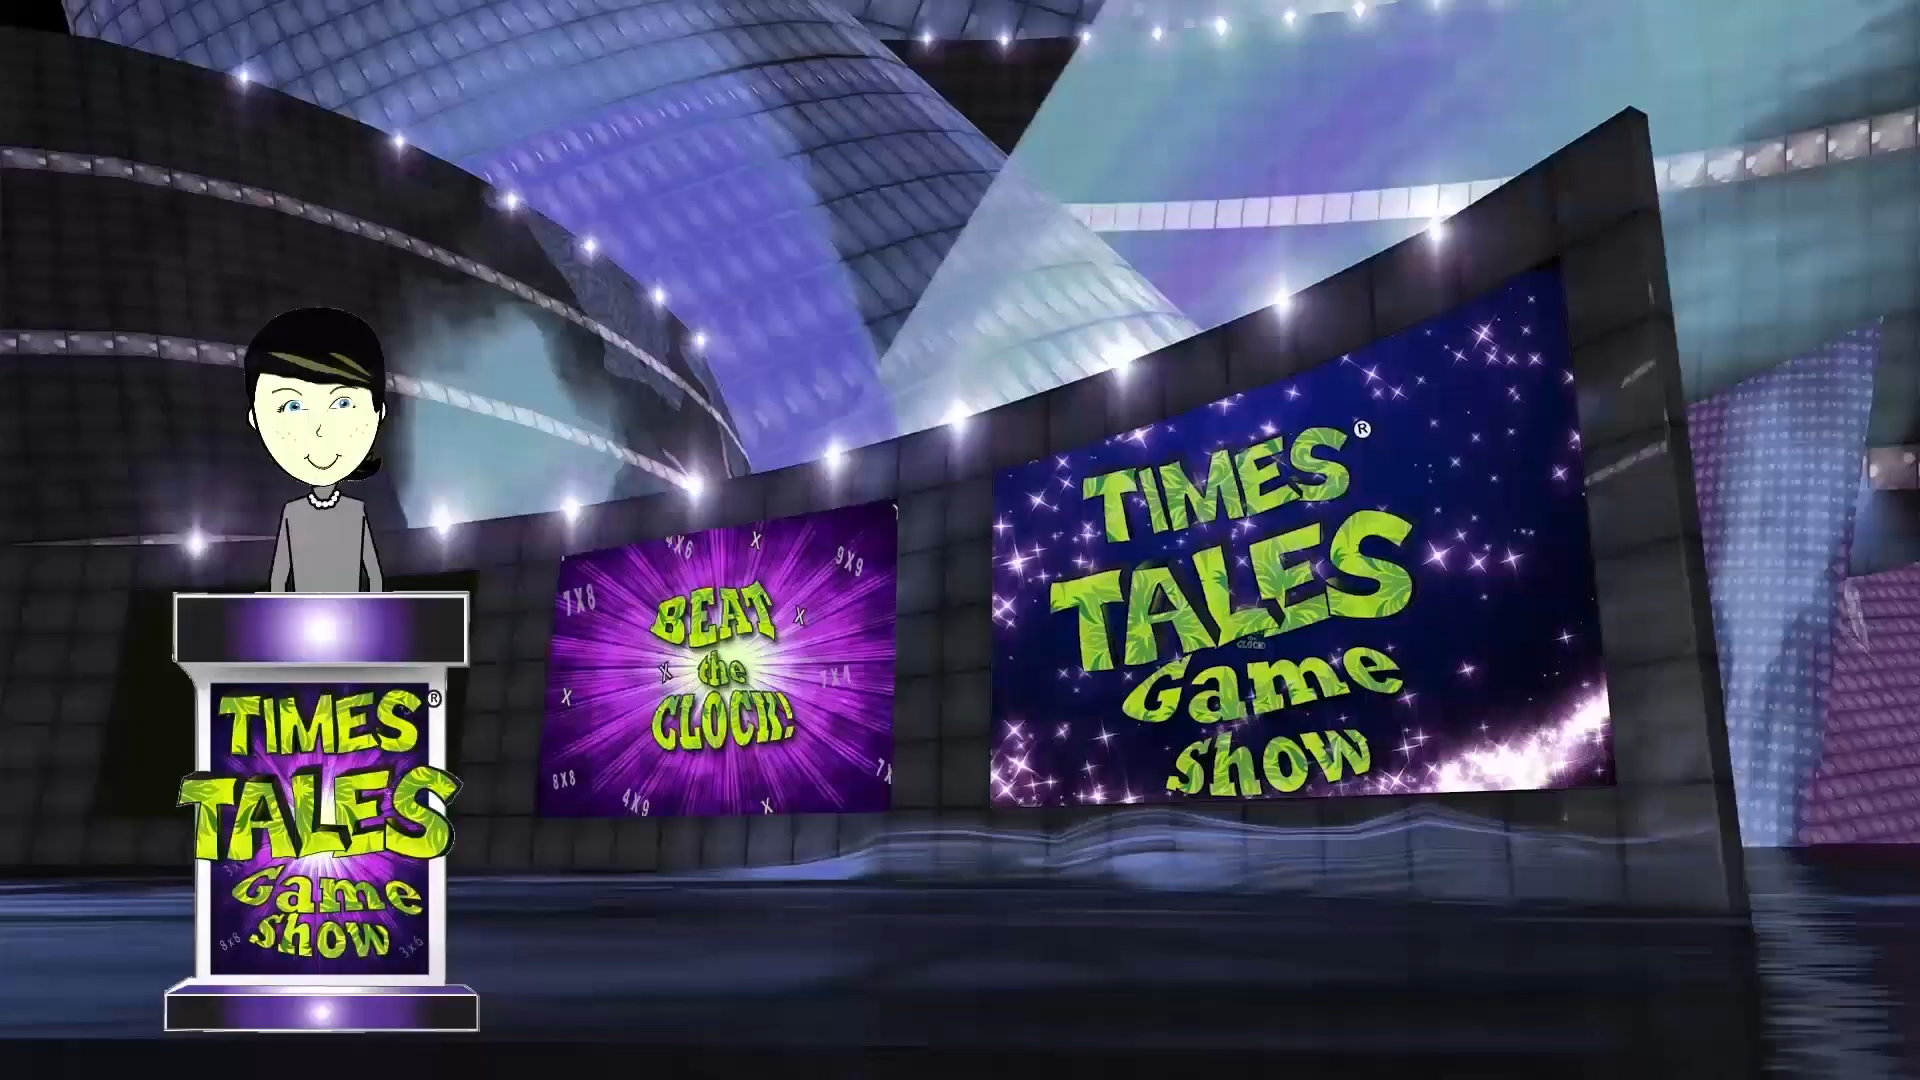 TIMES®
TALES
Game
Show
8x8
3x6
4X6
X
9X9
7X8
BEAT
X
the
X
7X4
X
CLOCK!
8X8
4X9
X
TIMES®
TALES
Game
Show